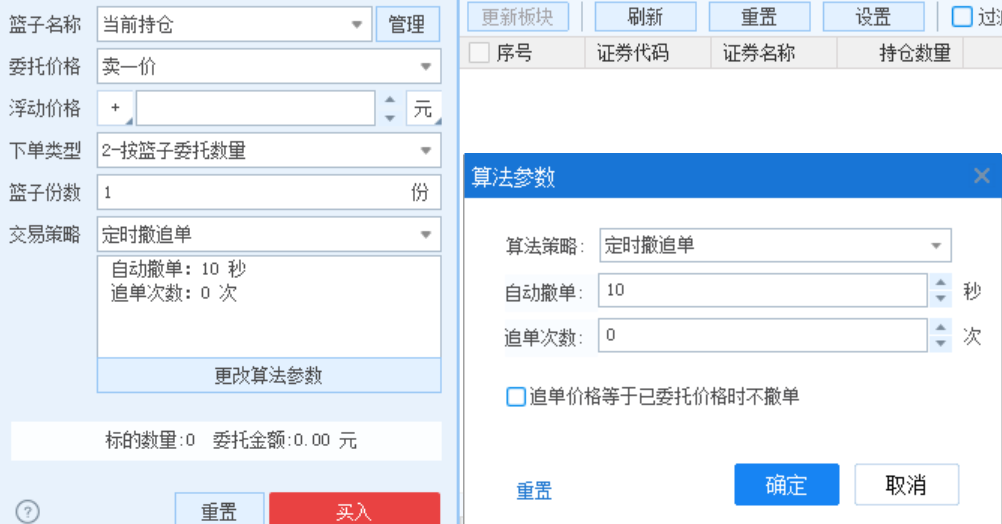 篮子名称 当前持仓 管理
委托价格 卖一价
浮动价格 + 元
下单类型 2-按篮子委托数量
篮子份数 1 份
交易策略 定时撤追单
自动撤单: 10 秒
追单次数: 0 次
更改算法参数
标的数量:0 委托金额:0.00 元
? 重置 买入
更新板块 刷新 重置 设置
序号 证券代码 证券名称 持仓数量
算法参数
算法策略: 定时撤追单
自动撤单: 10 秒
追单次数: 0 次
追单价格等于已委托价格时不撤单
重置 确定 取消